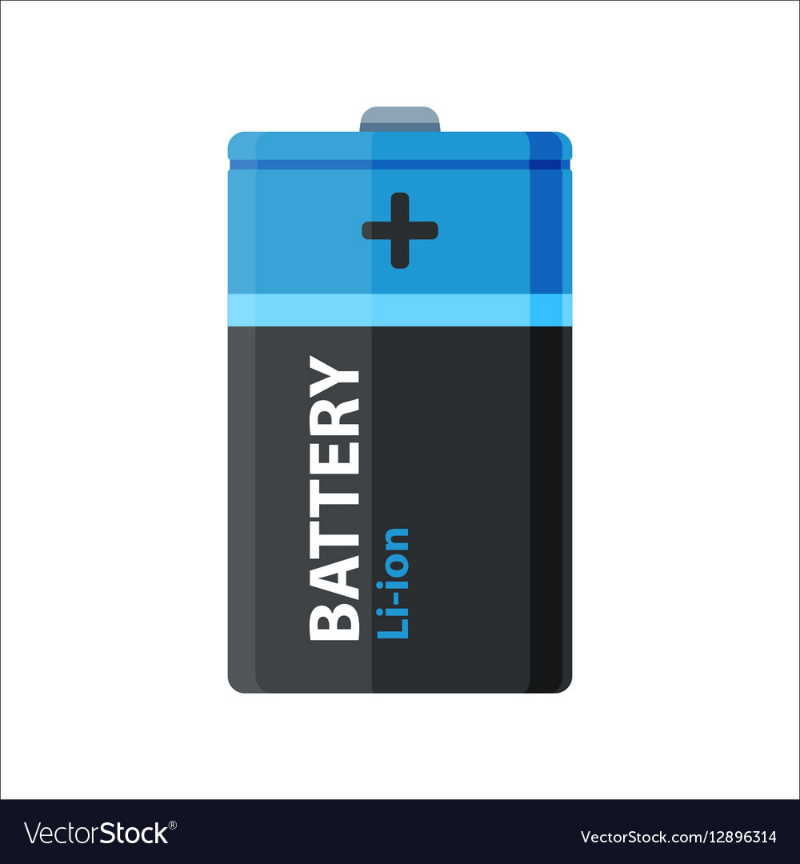 +
BATTERY
Li-ion
VectorStock®
VectorStock.com/12896314